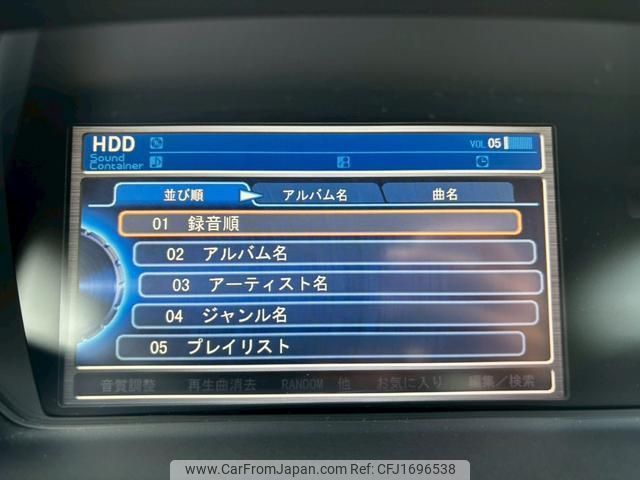 HDD
VOL 05
Sound
Container
並び順 アルバム名 曲名
01 録音順
02 アルバム名
03 アーティスト名
04 ジャンル名
05 プレイリスト
音質調整 再生曲消去 RANDOM 他 お気に入り 編集/検索
www.CarFromJapan.com CFJ1696538